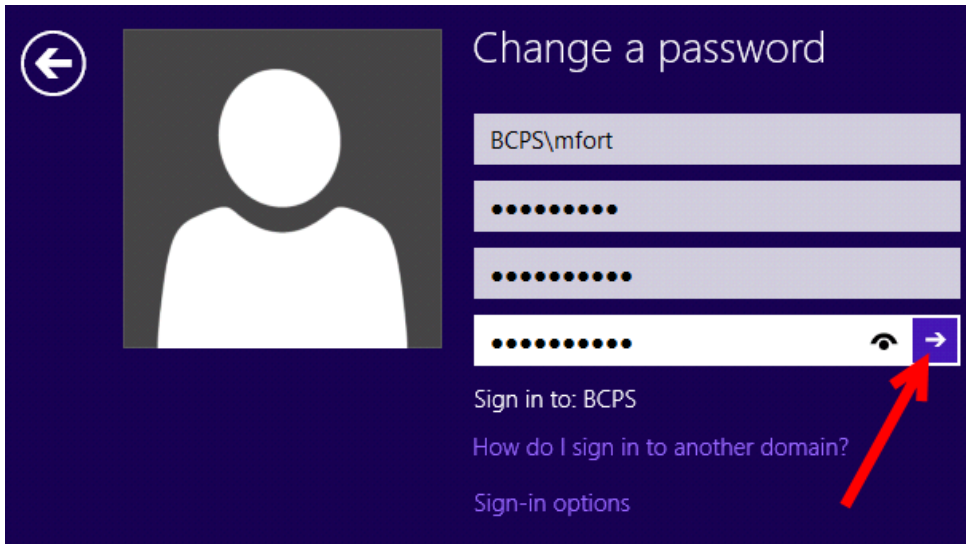 Change a password
BCPS\mfort
●●●●●●●●●
●●●●●●●●●●
●●●●●●●●●●
Sign in to: BCPS
How do I sign in to another domain?
Sign-in options